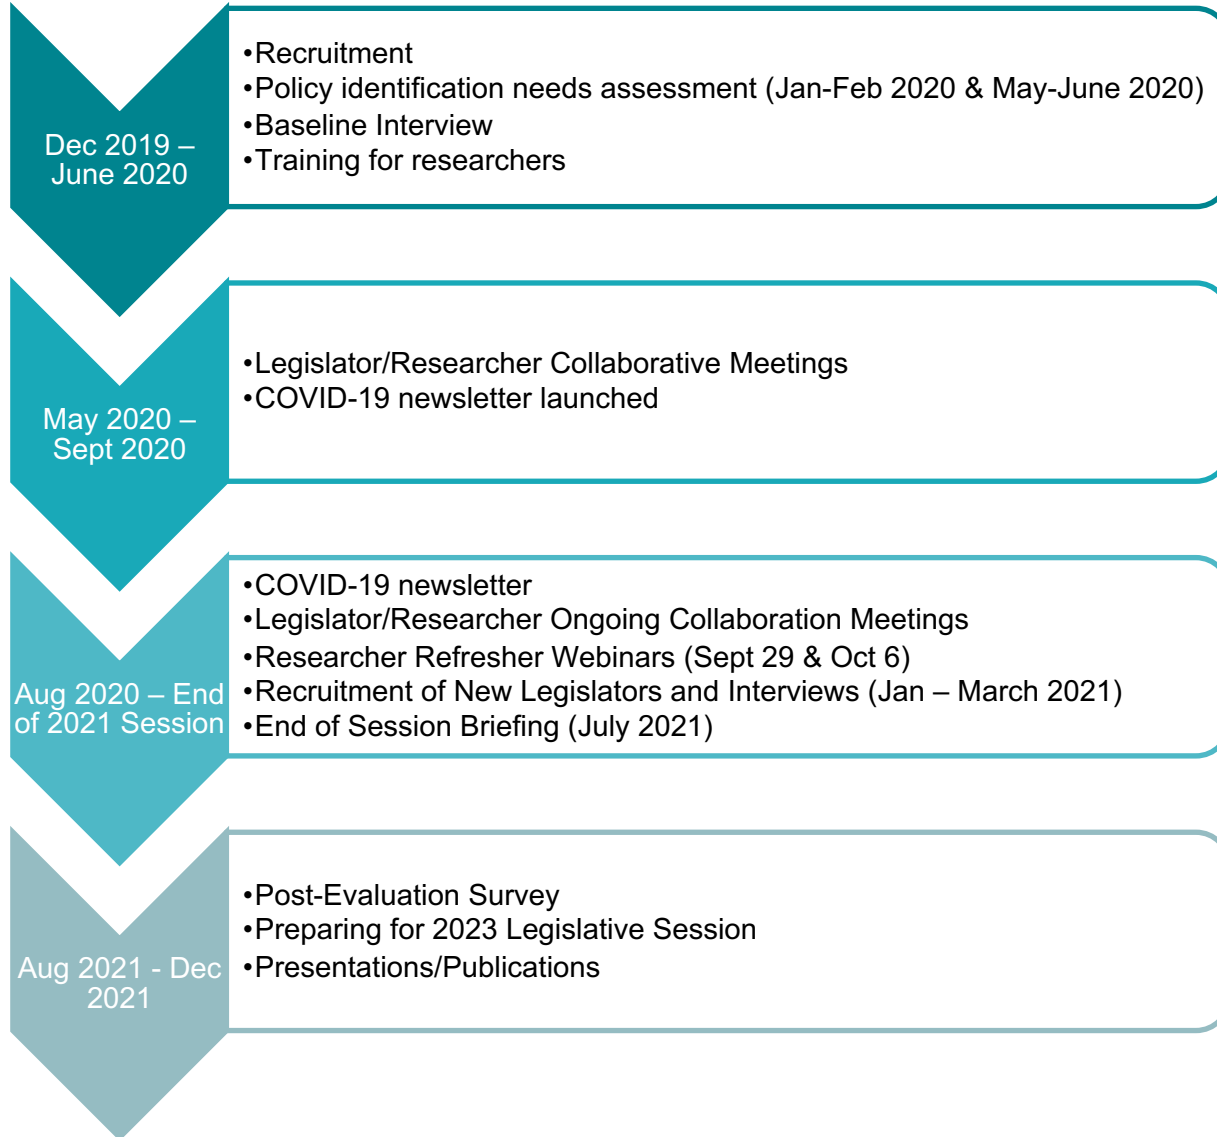 Dec 2019 –
June 2020
•Recruitment
•Policy identification needs assessment (Jan-Feb 2020 & May-June 2020)
•Baseline Interview
•Training for researchers
May 2020 –
Sept 2020
•Legislator/Researcher Collaborative Meetings
•COVID-19 newsletter launched
Aug 2020 – End
of 2021 Session
•COVID-19 newsletter
•Legislator/Researcher Ongoing Collaboration Meetings
•Researcher Refresher Webinars (Sept 29 & Oct 6)
•Recruitment of New Legislators and Interviews (Jan – March 2021)
•End of Session Briefing (July 2021)
Aug 2021 - Dec
2021
•Post-Evaluation Survey
•Preparing for 2023 Legislative Session
•Presentations/Publications